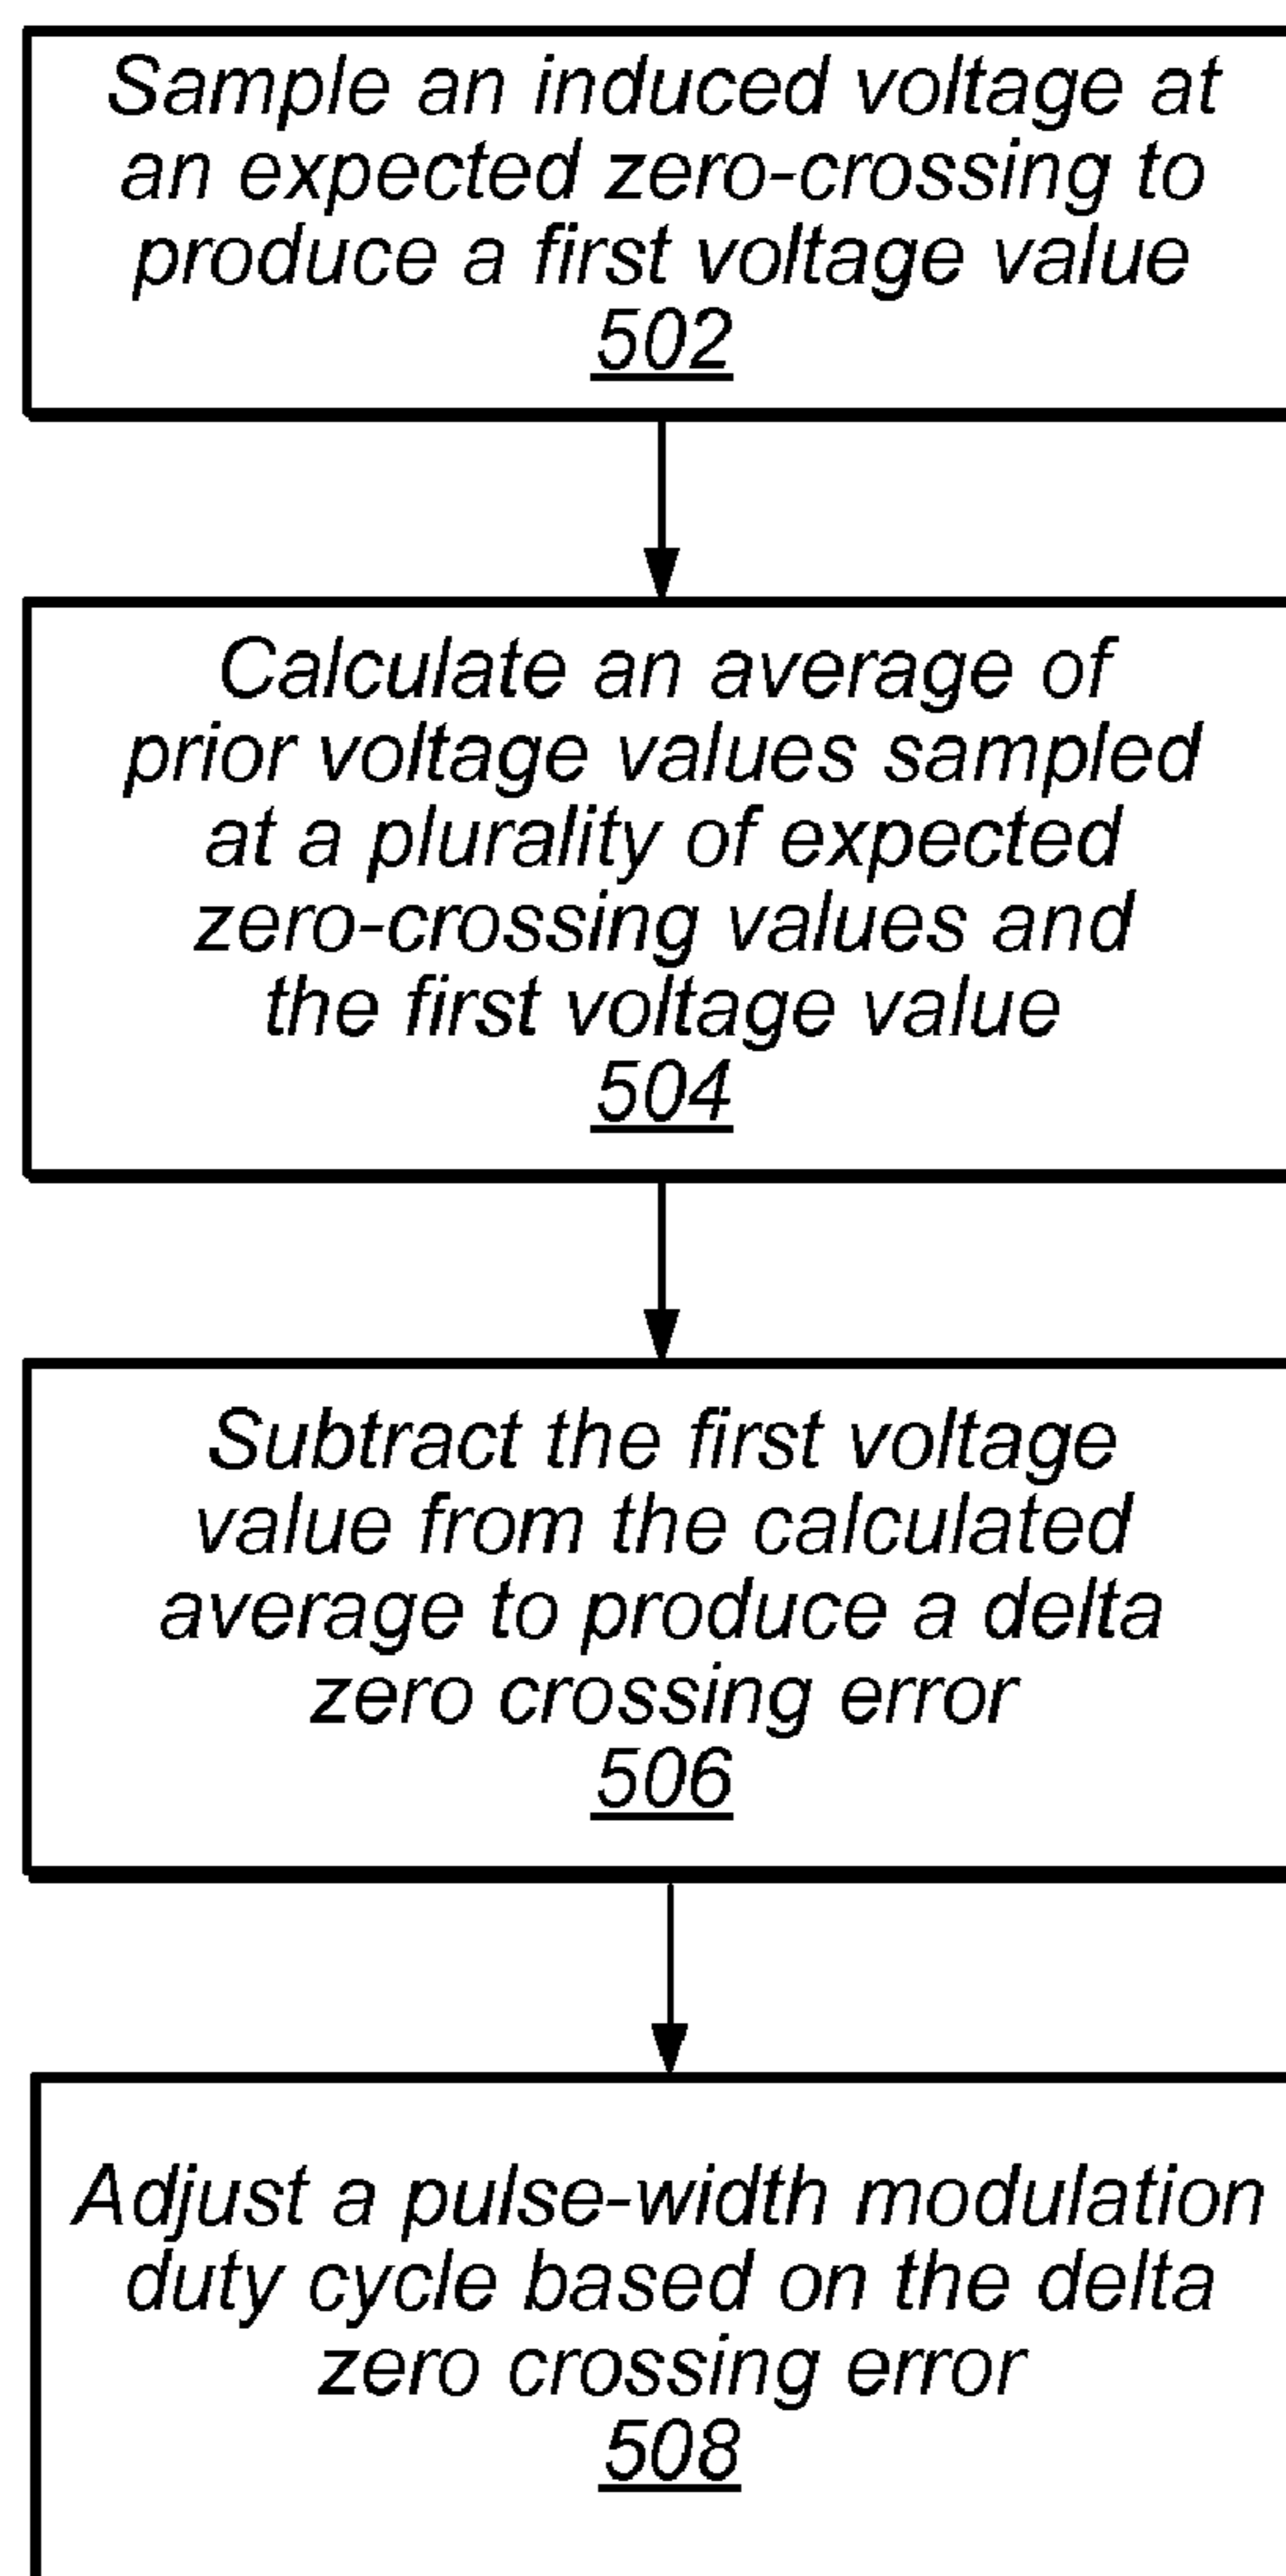 Sample an induced voltage at
an expected zero-crossing to
produce a first voltage value
502
Calculate an average of
prior voltage values sampled
at a plurality of expected
zero-crossing values and
the first voltage value
504
Subtract the first voltage
value from the calculated
average to produce a delta
zero crossing error
506
Adjust a pulse-width modulation
duty cycle based on the delta
zero crossing error
508